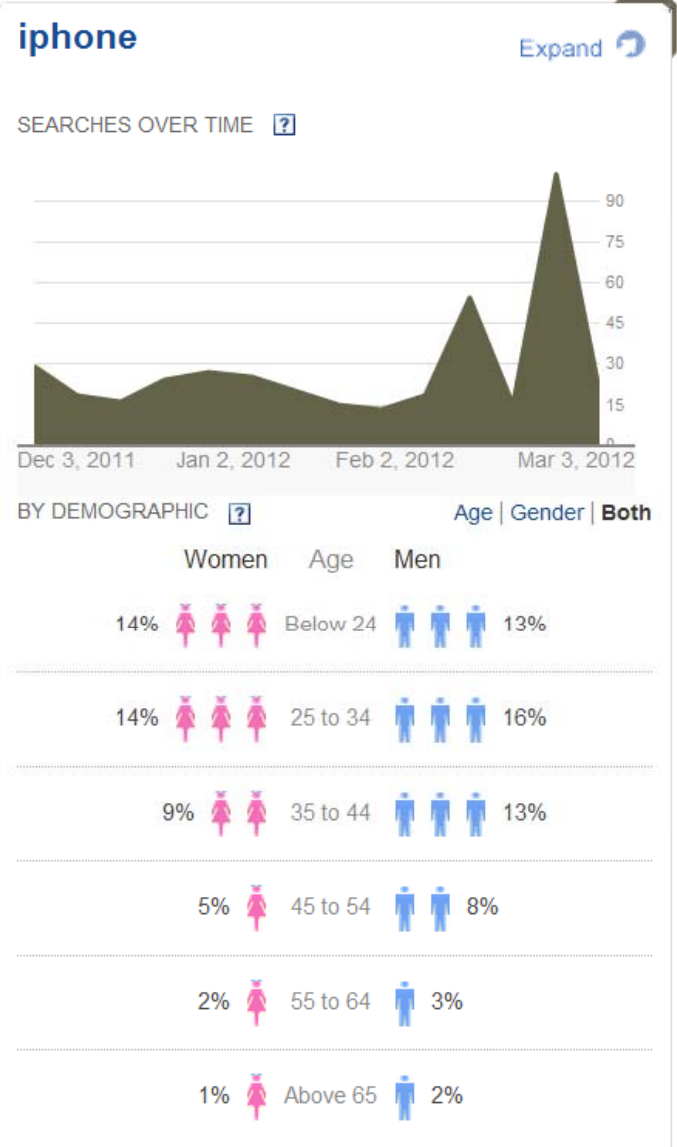 iphone
Expand
SEARCHES OVER TIME ?
90
75
60
45
30
15
0
Dec 3, 2011 Jan 2, 2012 Feb 2, 2012 Mar 3, 2012
BY DEMOGRAPHIC ? Age | Gender | Both
Women Age Men
14% Below 24 13%
14% 25 to 34 16%
9% 35 to 44 13%
5% 45 to 54 8%
2% 55 to 64 3%
1% Above 65 2%